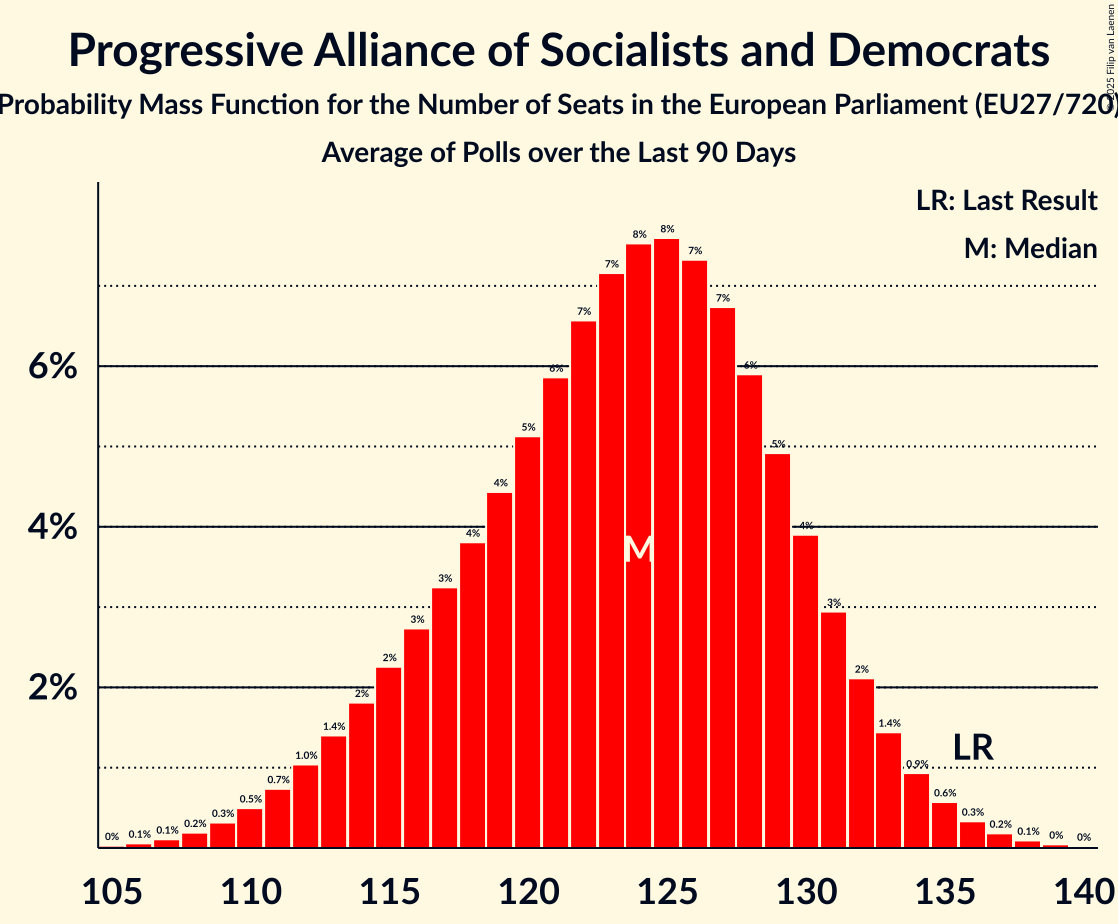 Progressive Alliance of Socialists and Democrats
Probability Mass Function for the Number of Seats in the European Parliament (EU27/720)
Average of Polls over the Last 90 Days
© 2025 Filip van Laenen
LR: Last Result
M: Median
6%
4%
2%
0% 0.1% 0.1% 0.2% 0.3% 0.5% 0.7% 1.0% 1.4% 2% 2% 3% 3% 4% 4% 5% 6% 7% 7% 8% 8% 7% 7% 6% 5% 4% 3% 2% 1.4% 0.9% 0.6% 0.3% 0.2% 0.1% 0% 0%
M
LR
105 110 115 120 125 130 135 140